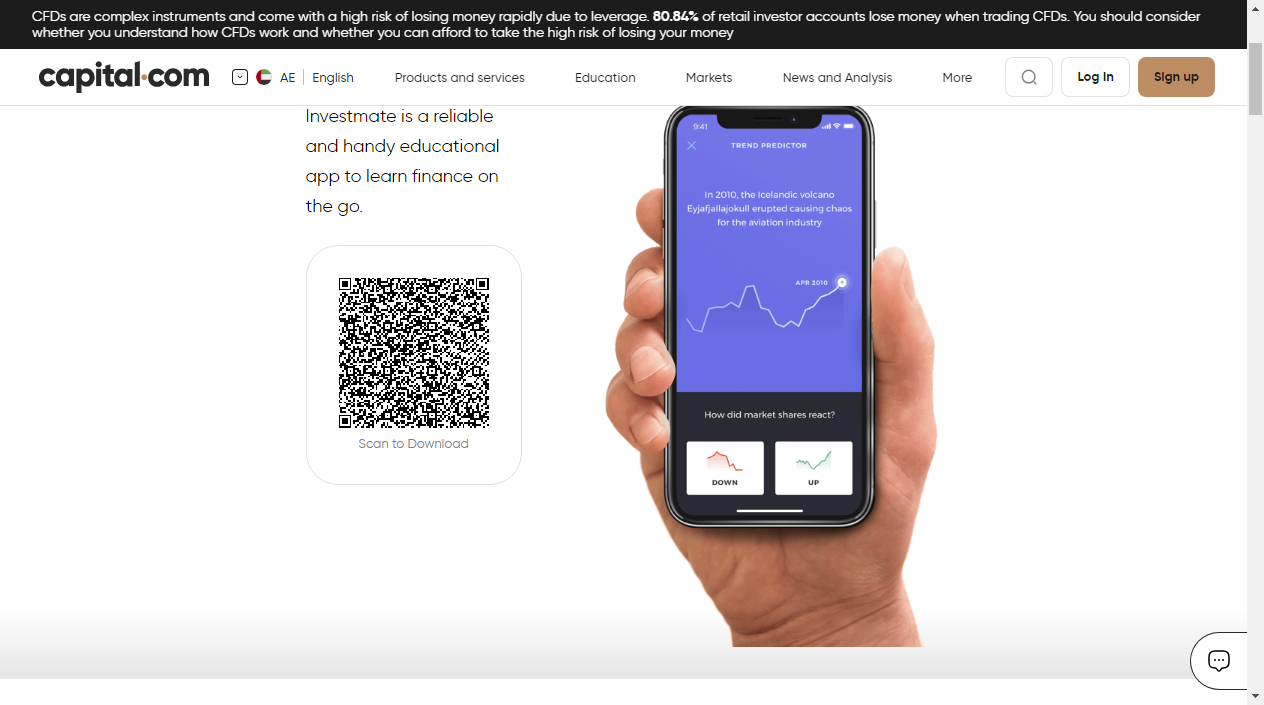 CFDs are complex instruments and come with a high risk of losing money rapidly due to leverage. 80.84% of retail investor accounts lose money when trading CFDs. You should consider
whether you understand how CFDs work and whether you can afford to take the high risk of losing your money
capital.com
AE English
Products and services
Education
Markets
News and Analysis
More
Log In
Sign up
Investmate is a reliable
and handy educational
app to learn finance on
the go.
Scan to Download
9:41
TREND PREDICTOR
In 2010, the Icelandic volcano
Eyjafjallajokull erupted causing chaos
for the aviation industry
APR 2010
How did market shares react?
DOWN
UP